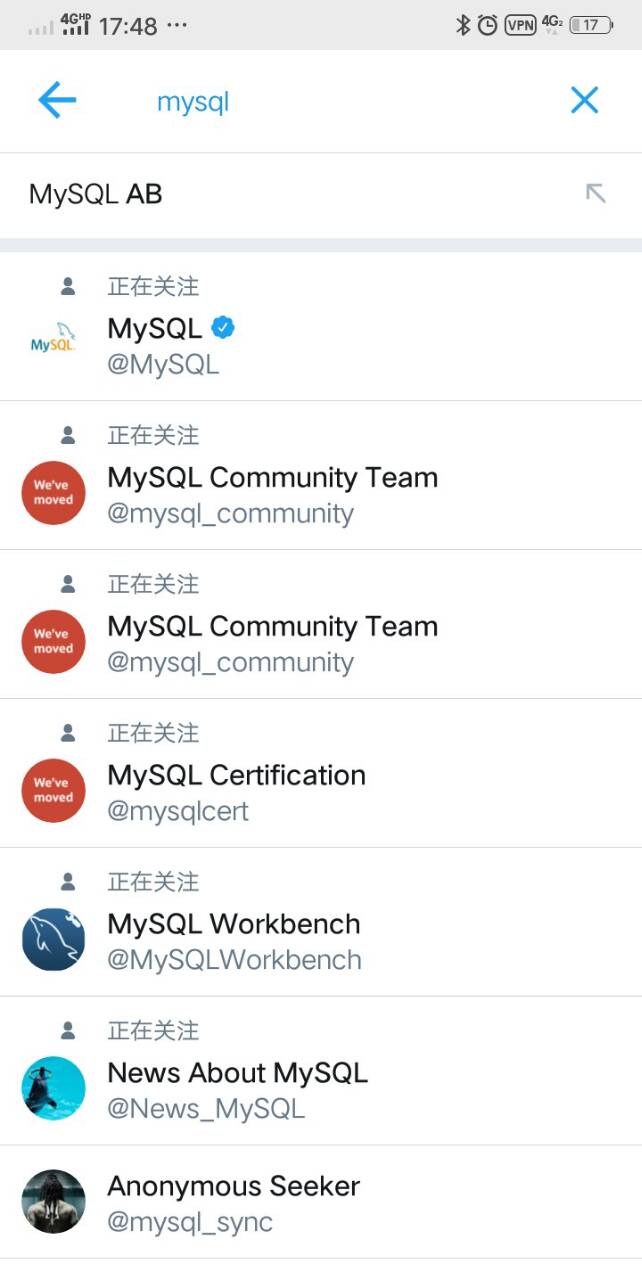 4GHD 17:48 ··· VPN 4G2 17
mysql
MySQL AB
正在关注
MySQL
MySQL
@MySQL
正在关注
We've
moved
MySQL Community Team
@mysql_community
正在关注
We've
moved
MySQL Community Team
@mysql_community
正在关注
We've
moved
MySQL Certification
@mysqlcert
正在关注
MySQL Workbench
@MySQLWorkbench
正在关注
News About MySQL
@News_MySQL
Anonymous Seeker
@mysql_sync